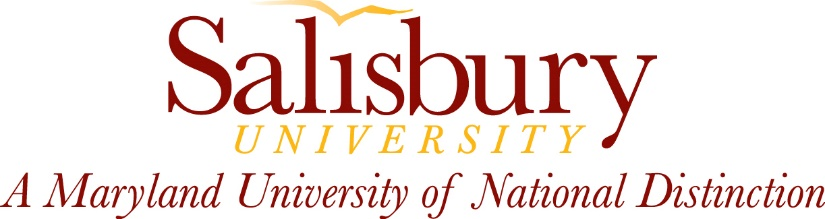 Salisbury
UNIVERSITY
A Maryland University of National Distinction